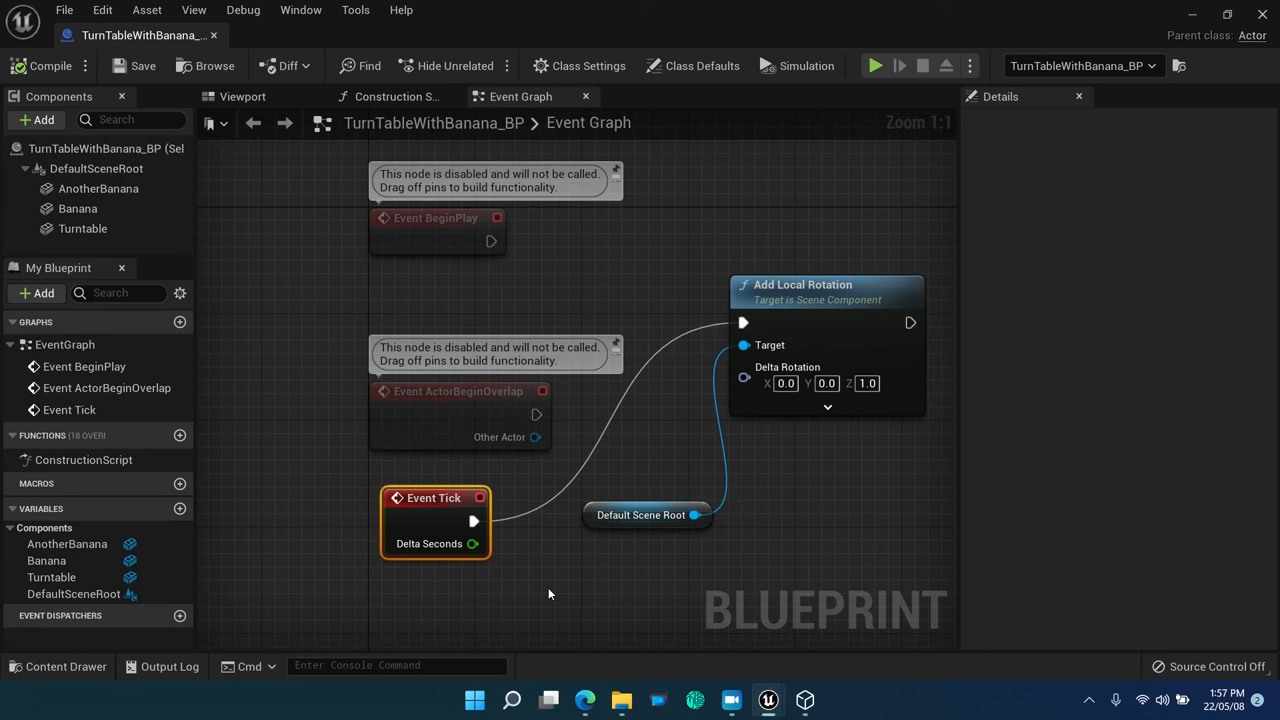 File Edit Asset View Debug Window Tools Help
TurnTableWithBanana_...
Parent class: Actor
Compile Save Browse Diff Find Hide Unrelated Class Settings Class Defaults Simulation TurnTableWithBanana_BP
Components
Viewport Construction S... Event Graph
Details
Add Search
TurnTableWithBanana_BP > Event Graph
Zoom 1:1
TurnTableWithBanana_BP (Sel
DefaultSceneRoot
AnotherBanana
Banana
Turntable
My Blueprint
Add Search
GRAPHS
EventGraph
Event BeginPlay
Event ActorBeginOverlap
Event Tick
FUNCTIONS (18 OVERI
ConstructionScript
MACROS
VARIABLES
Components
AnotherBanana
Banana
Turntable
DefaultSceneRoot
EVENT DISPATCHERS
This node is disabled and will not be called.
Drag off pins to build functionality.
Event BeginPlay
This node is disabled and will not be called.
Drag off pins to build functionality.
Event ActorBeginOverlap
Other Actor
Event Tick
Delta Seconds
Default Scene Root
Add Local Rotation
Target is Scene Component
Target
Delta Rotation
X 0.0 Y 0.0 Z 1.0
BLUEPRINT
Content Drawer Output Log Cmd Enter Console Command Source Control Off
1:57 PM
22/05/08
2